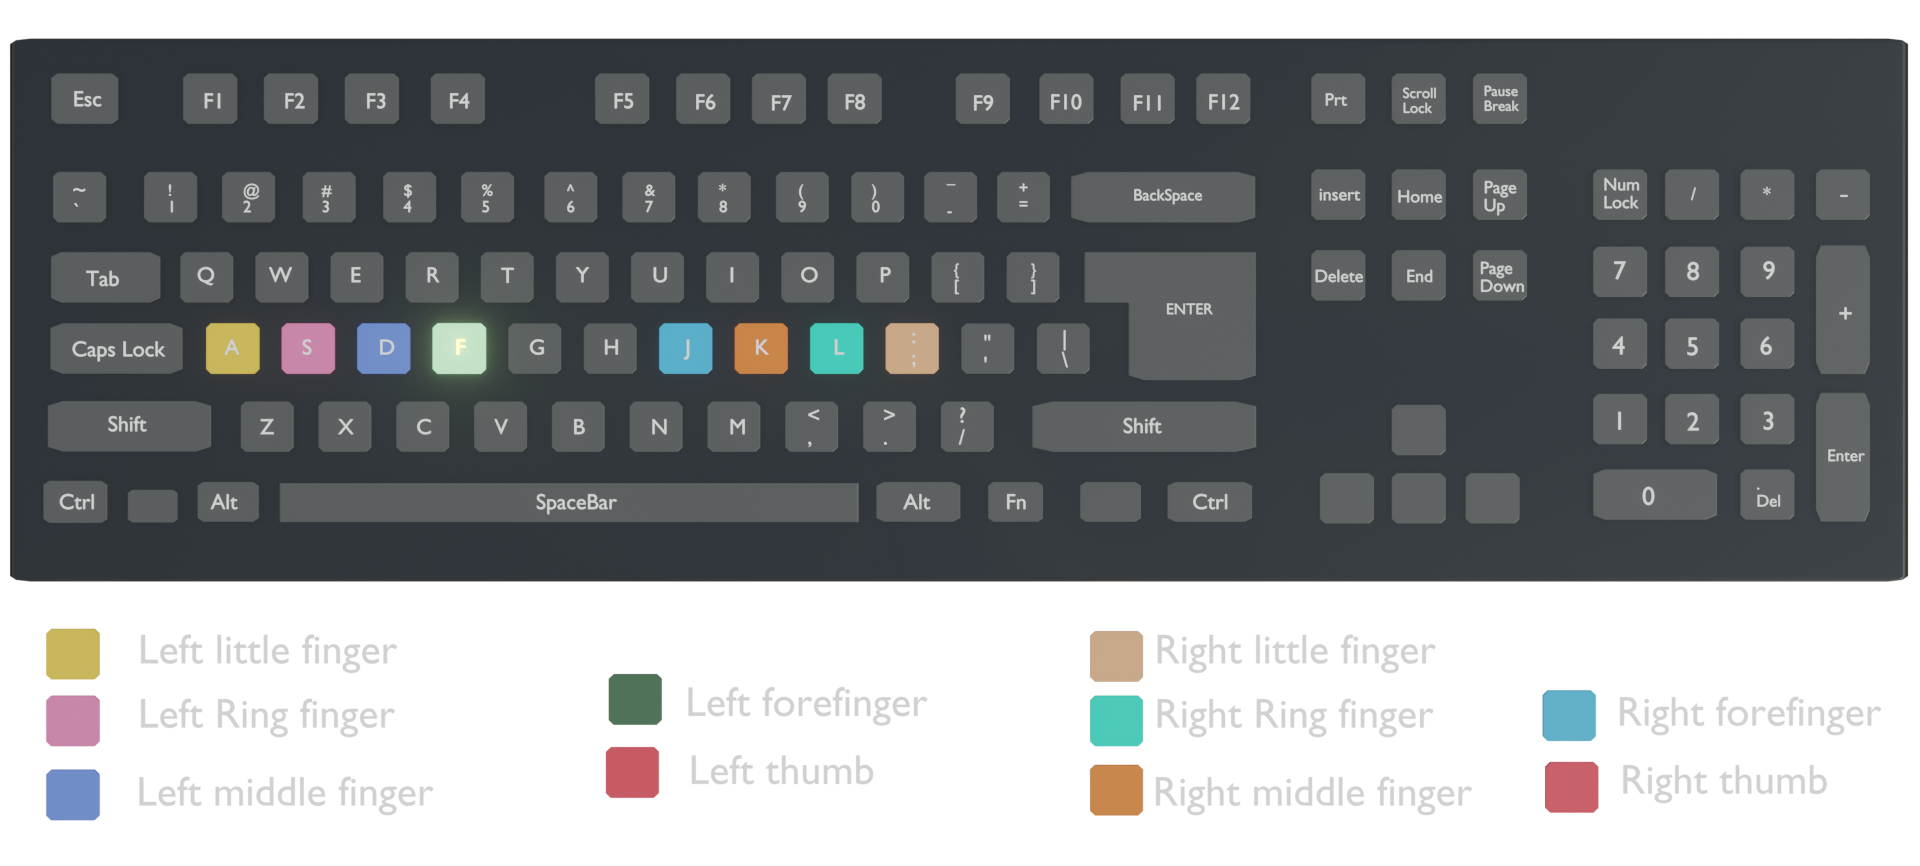 Esc F1 F2 F3 F4 F5 F6 F7 F8 F9 F10 F11 F12 Prt Scroll Lock Pause Break
~ ` ! 1 @ 2 # 3 $ 4 % 5 ^ 6 & 7 * 8 ( 9 ) 0 _ - + = BackSpace insert Home Page Up Num Lock / * -
Tab Q W E R T Y U I O P { [ } ] ENTER Delete End Page Down 7 8 9 +
Caps Lock A S D F G H J K L : ; " ' | \ 4 5 6
Shift Z X C V B N M < , > . ? / Shift 1 2 3 Enter
Ctrl Alt SpaceBar Alt Fn Ctrl 0 . Del
Left little finger
Left Ring finger
Left middle finger
Left forefinger
Left thumb
Right little finger
Right Ring finger
Right middle finger
Right forefinger
Right thumb